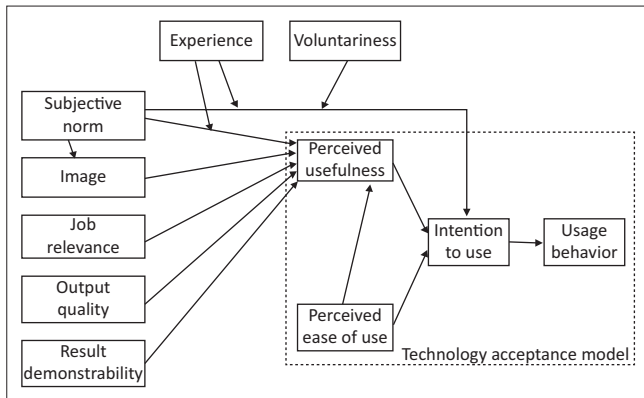 Experience
Voluntariness
Subjective
norm
Image
Job
relevance
Output
quality
Result
demonstrability
Perceived
usefulness
Perceived
ease of use
Intention
to use
Usage
behavior
Technology acceptance model